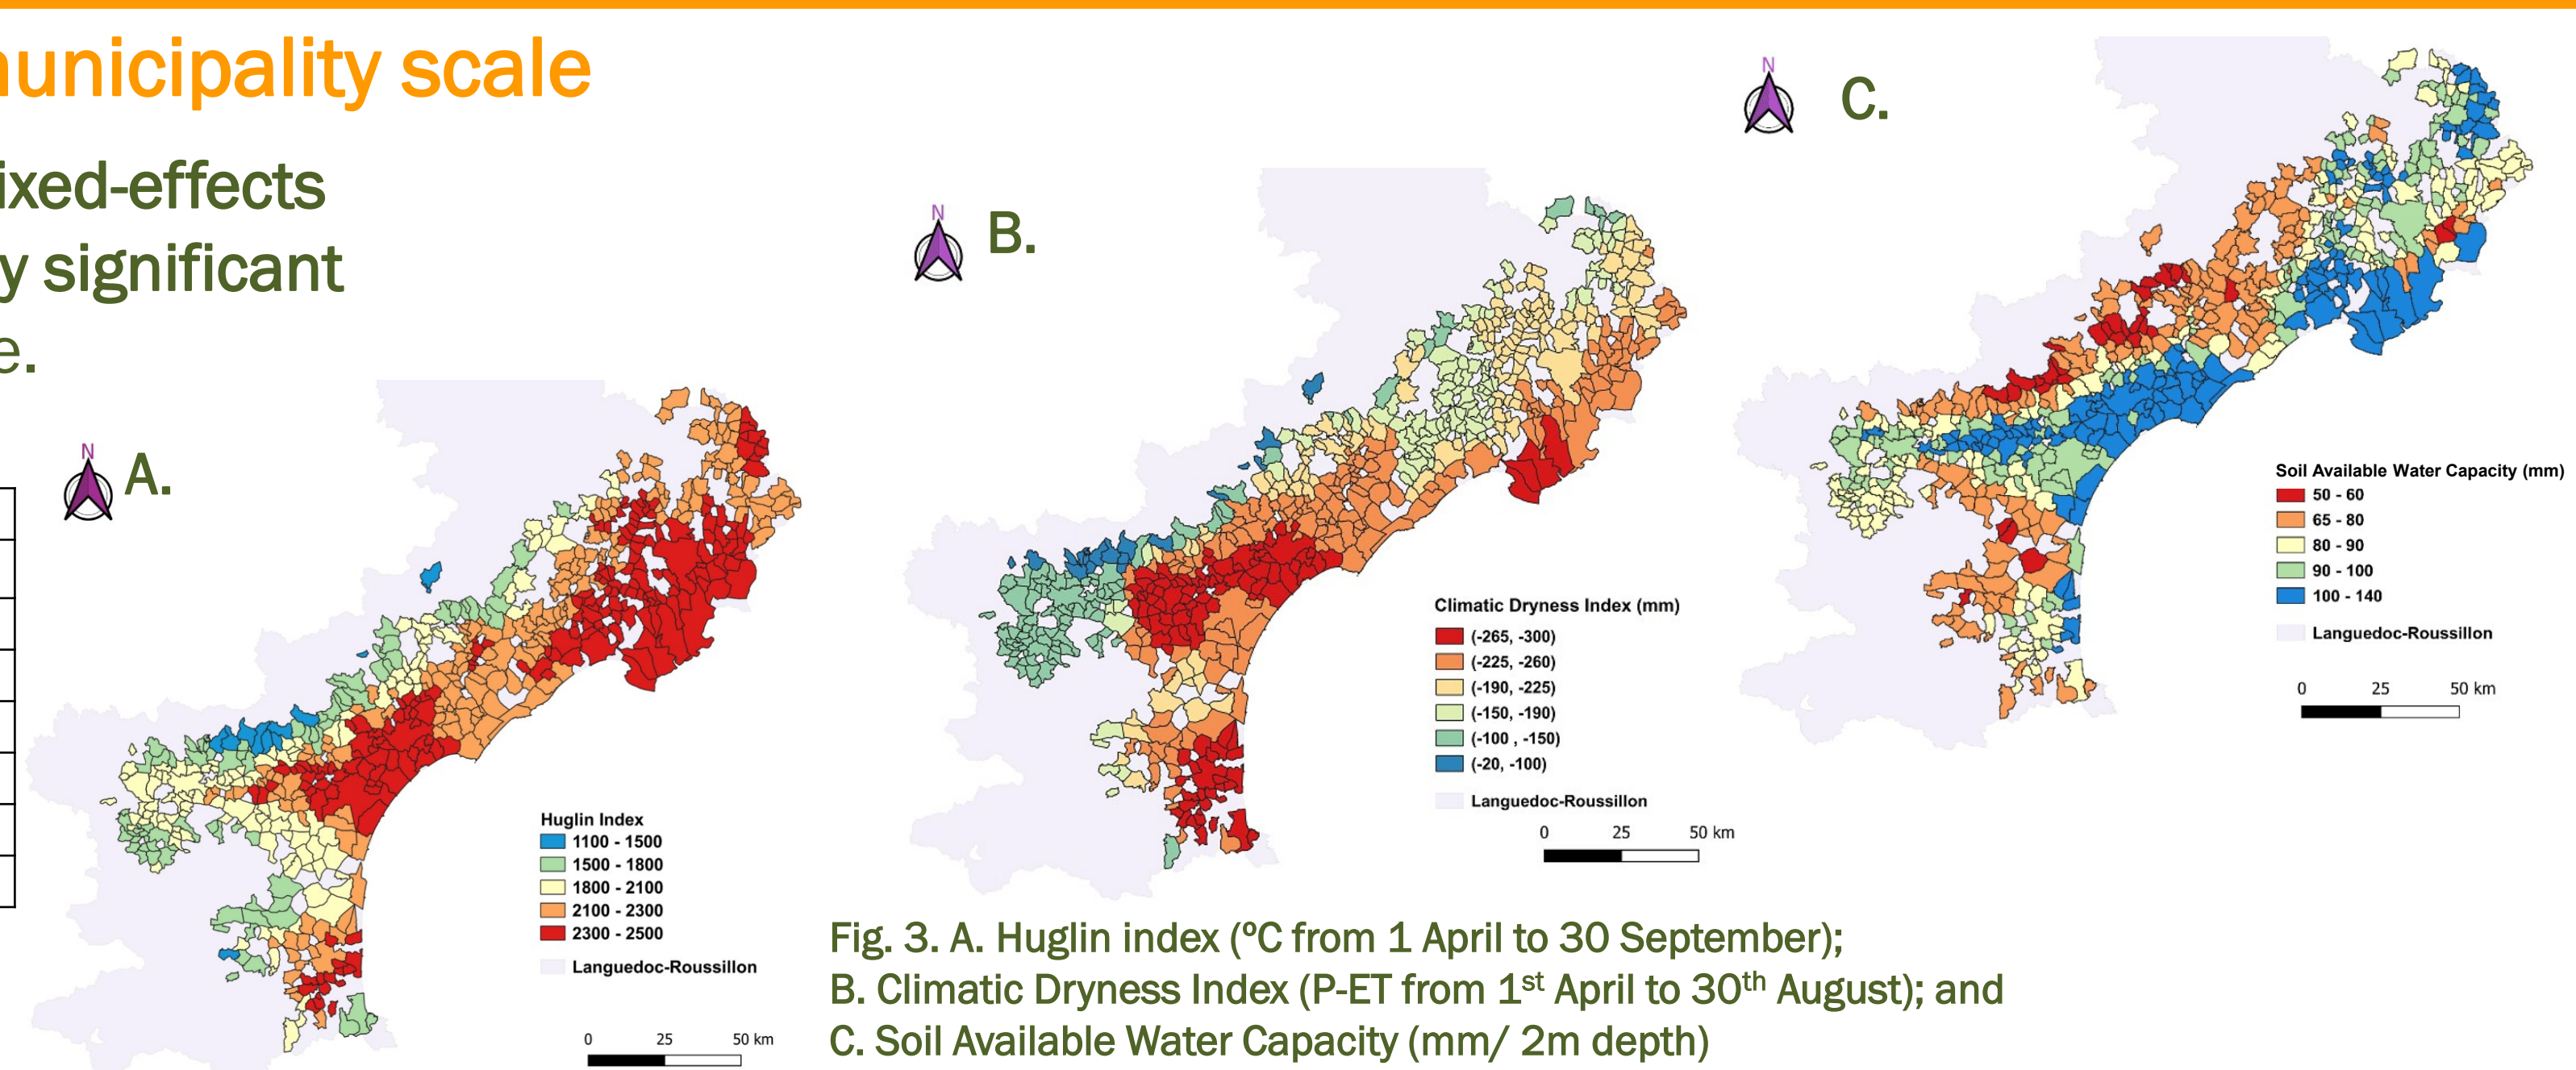 unicipality scale
ixed-effects
y significant
e.
N
A.
Huglin Index
1100 - 1500
1500 - 1800
1800 - 2100
2100 - 2300
2300 - 2500
Languedoc-Roussillon
0 25 50 km
N
B.
Climatic Dryness Index (mm)
(-265, -300)
(-225, -260)
(-190, -225)
(-150, -190)
(-100 , -150)
(-20, -100)
Languedoc-Roussillon
0 25 50 km
N
C.
Soil Available Water Capacity (mm)
50 - 60
65 - 80
80 - 90
90 - 100
100 - 140
Languedoc-Roussillon
0 25 50 km
Fig. 3. A. Huglin index (ºC from 1 April to 30 September);
B. Climatic Dryness Index (P-ET from 1st April to 30th August); and
C. Soil Available Water Capacity (mm/ 2m depth)